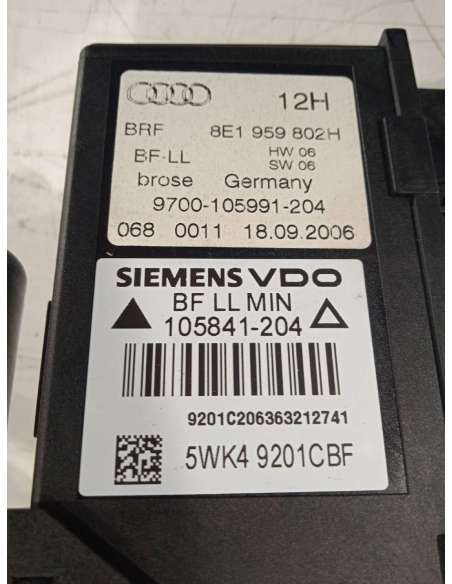 12H
BRF 8E1 959 802H
BF-LL HW 06
SW 06
brose Germany
9700-105991-204
068 0011 18.09.2006
SIEMENS VDO
BF LL MIN
105841-204
9201C206363212741
5WK4 9201CBF